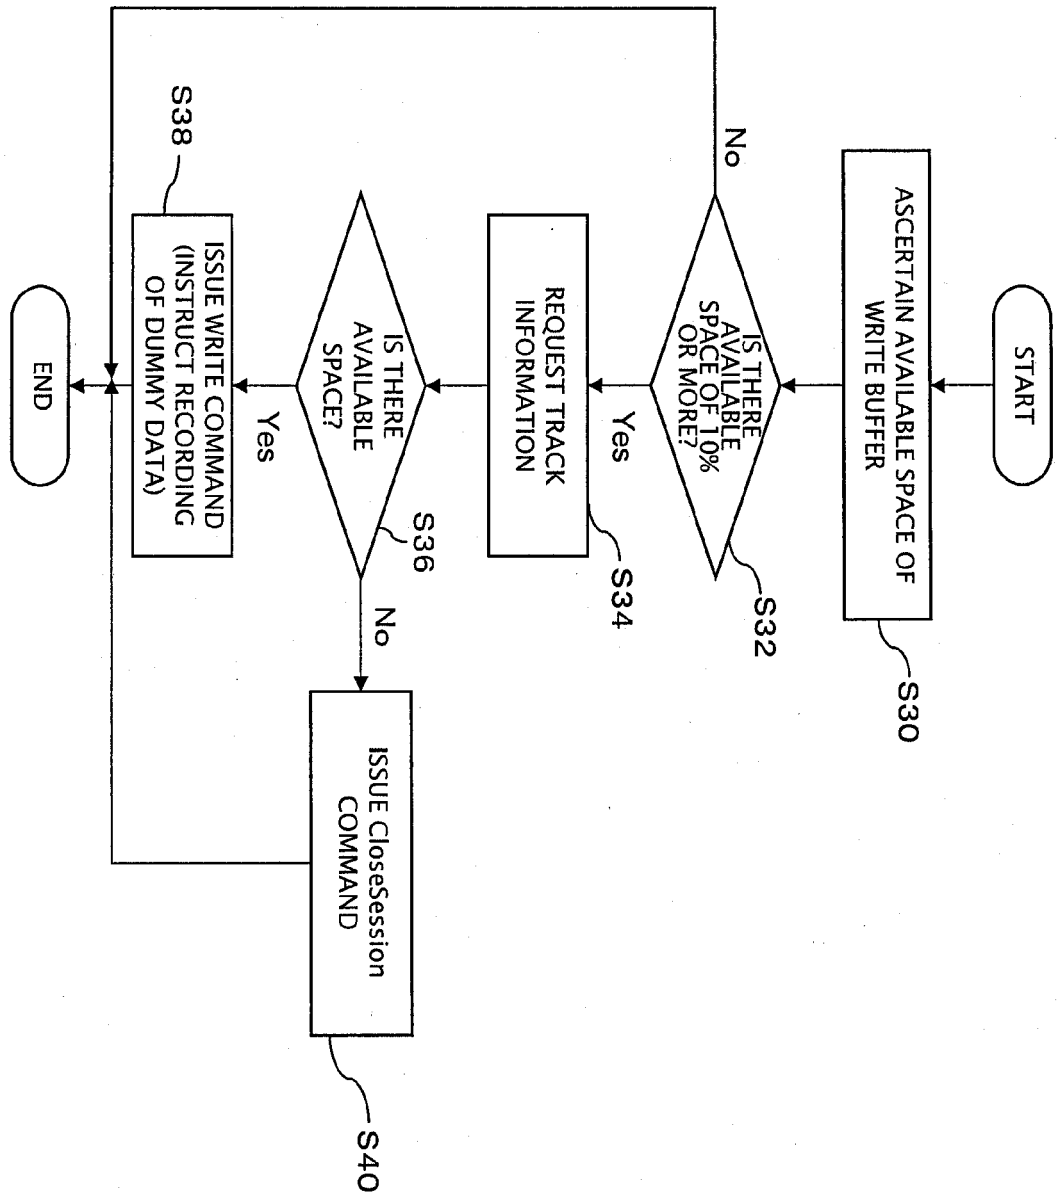 START
ASCERTAIN AVAILABLE SPACE OF
WRITE BUFFER
S30
IS THERE
AVAILABLE
SPACE OF 10%
OR MORE?
S32
No
Yes
REQUEST TRACK
INFORMATION
S34
IS THERE
AVAILABLE
SPACE?
S36
No
Yes
ISSUE CloseSession
COMMAND
S40
S38
ISSUE WRITE COMMAND
(INSTRUCT RECORDING
OF DUMMY DATA)
END